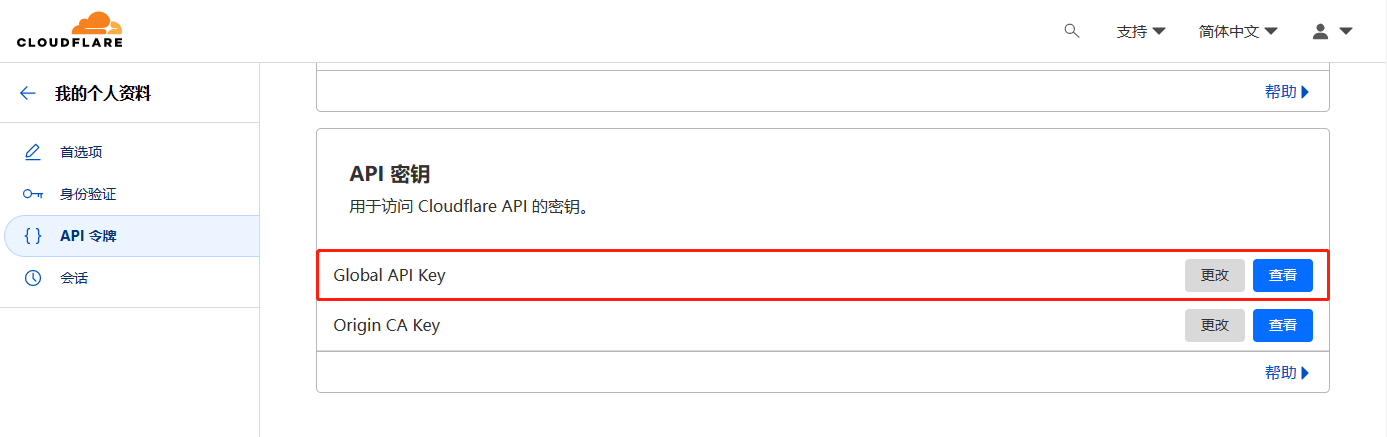 CLOUDFLARE
支持
简体中文
我的个人资料
首选项
身份验证
API 令牌
会话
帮助
API 密钥
用于访问 Cloudflare API 的密钥。
Global API Key 更改 查看
Origin CA Key 更改 查看
帮助